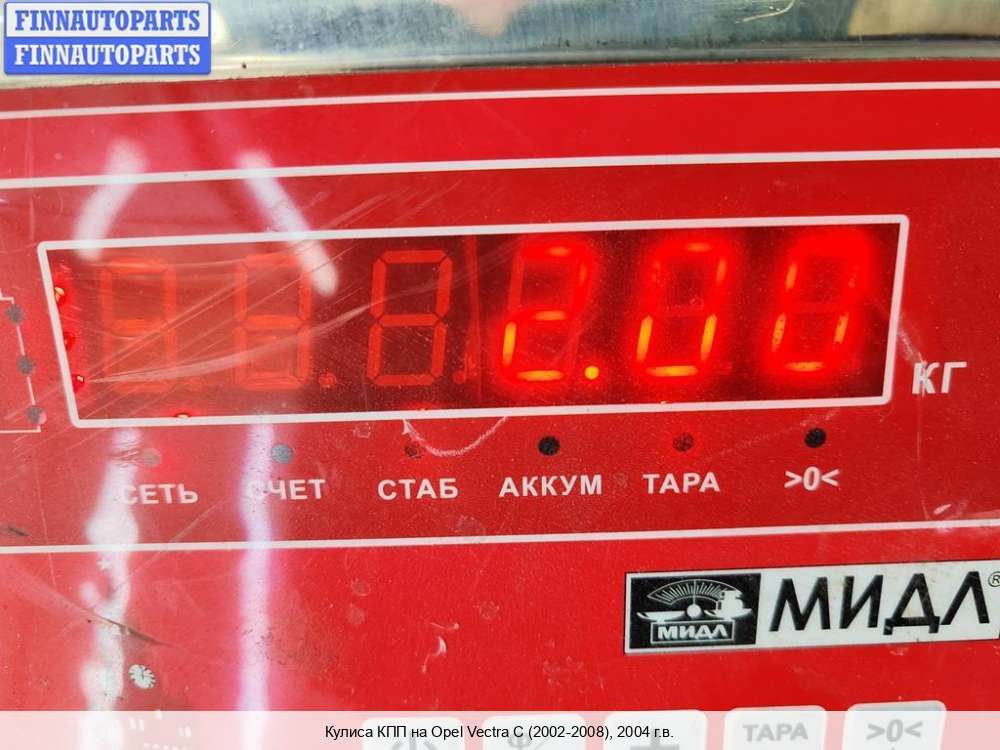 FINNAUTOPARTS
FINNAUTOPARTS
2.00
КГ
СЕТЬ СЧЕТ СТАБ АККУМ ТАРА >0<
МИДЛ МИДЛ®
ТАРА >0<
Кулиса КПП на Opel Vectra C (2002-2008), 2004 г.в.